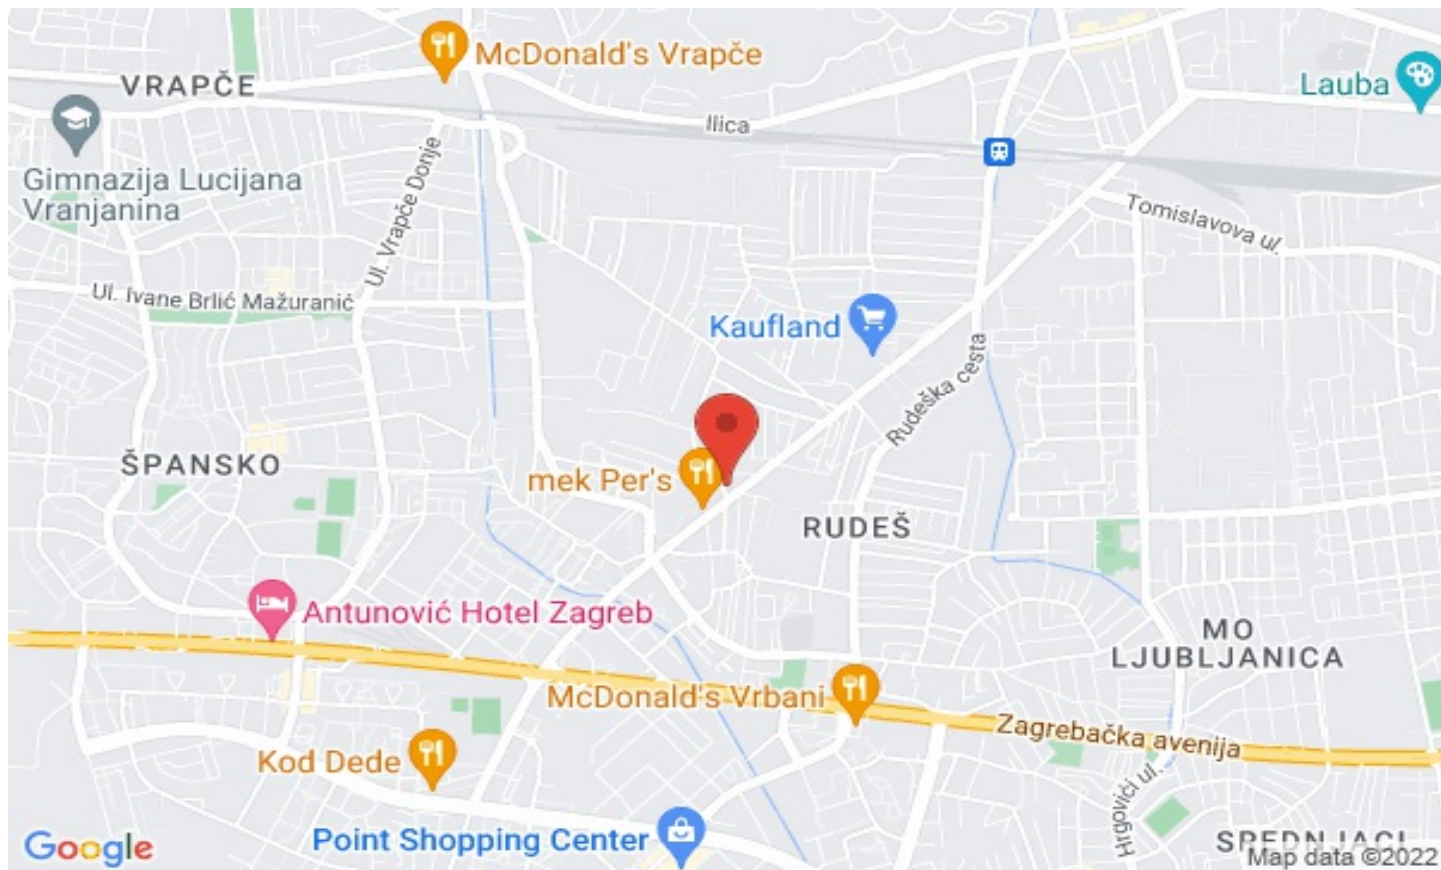 McDonald's Vrapče
VRAPČE
Lauba
Ilica
Gimnazija Lucijana
Vranjanina
Ul. Vrapče Donje
Tomislavova ul.
Ul. Ivane Brlić Mažuranić
Kaufland
Rudeška cesta
ŠPANSKO
mek Per's
RUDEŠ
Antunović Hotel Zagreb
MO
LJUBLJANICA
McDonald's Vrbani
Zagrebačka avenija
Kod Dede
Hrgovići ul.
Point Shopping Center
SREDNJACI
Google
Map data ©2022